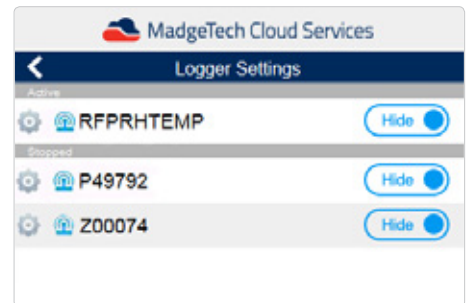 MadgeTech Cloud Services
Logger Settings
Active
RFPRHTEMP Hide
Stopped
P49792 Hide
Z00074 Hide